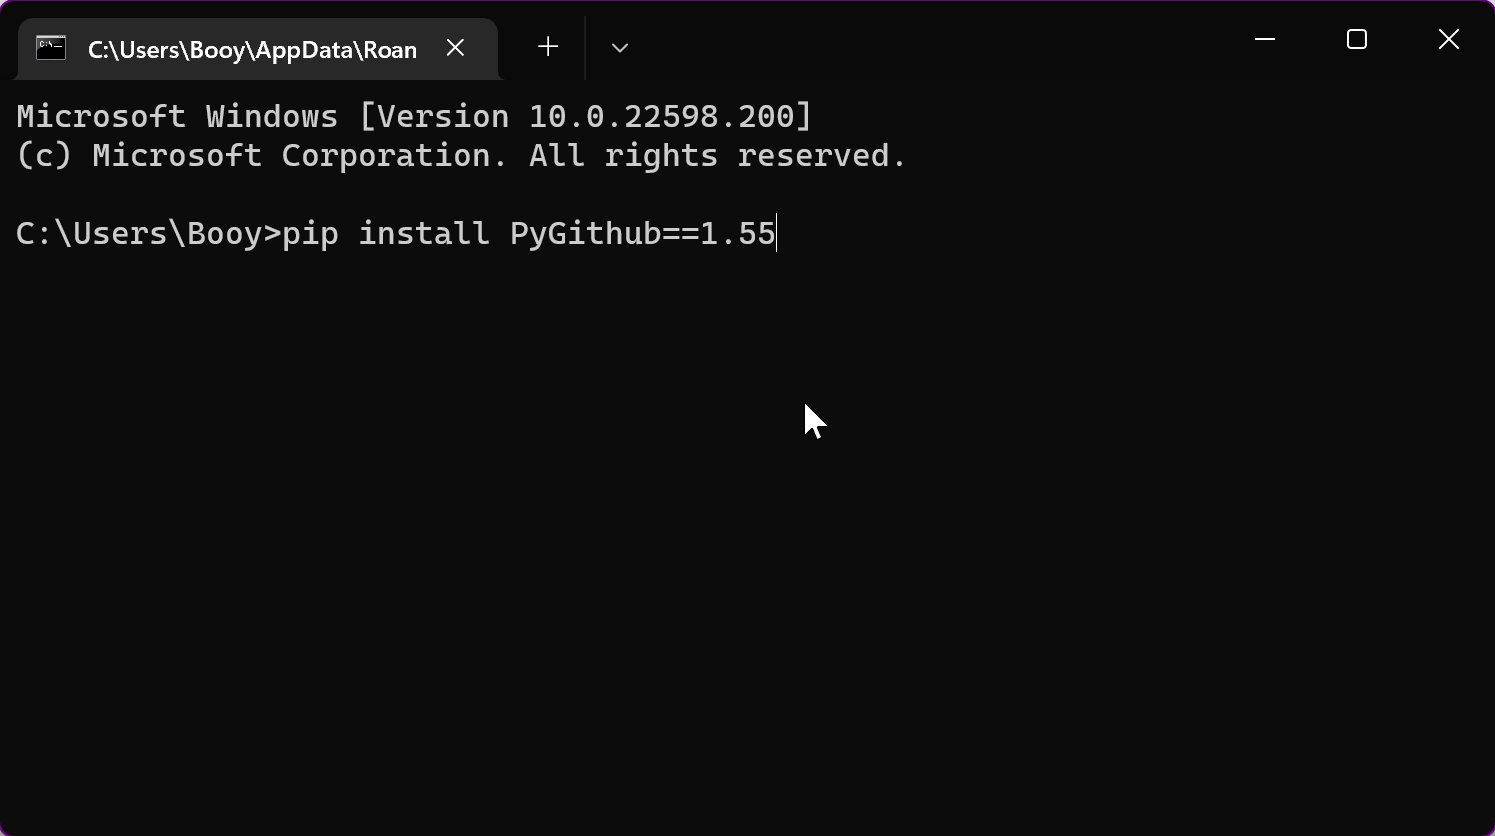 C:\Users\Booy\AppData\Roan
Microsoft Windows [Version 10.0.22598.200]
(c) Microsoft Corporation. All rights reserved.
C:\Users\Booy>pip install PyGithub==1.55